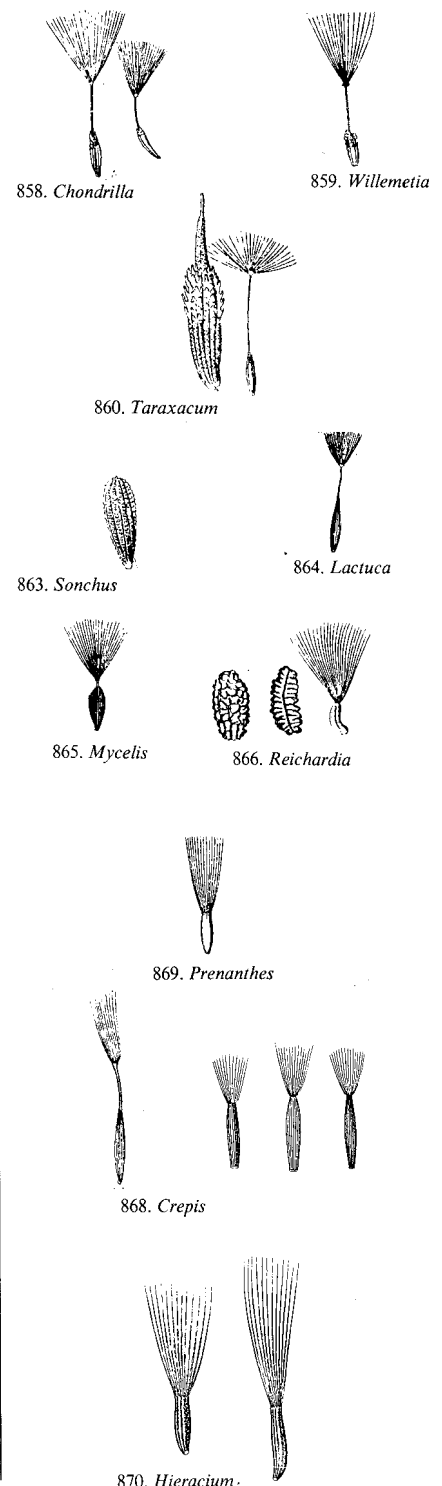 858. Chondrilla
859. Willemetia
860. Taraxacum
863. Sonchus
864. Lactuca
865. Mycelis
866. Reichardia
869. Prenanthes
868. Crepis
870. Hieracium